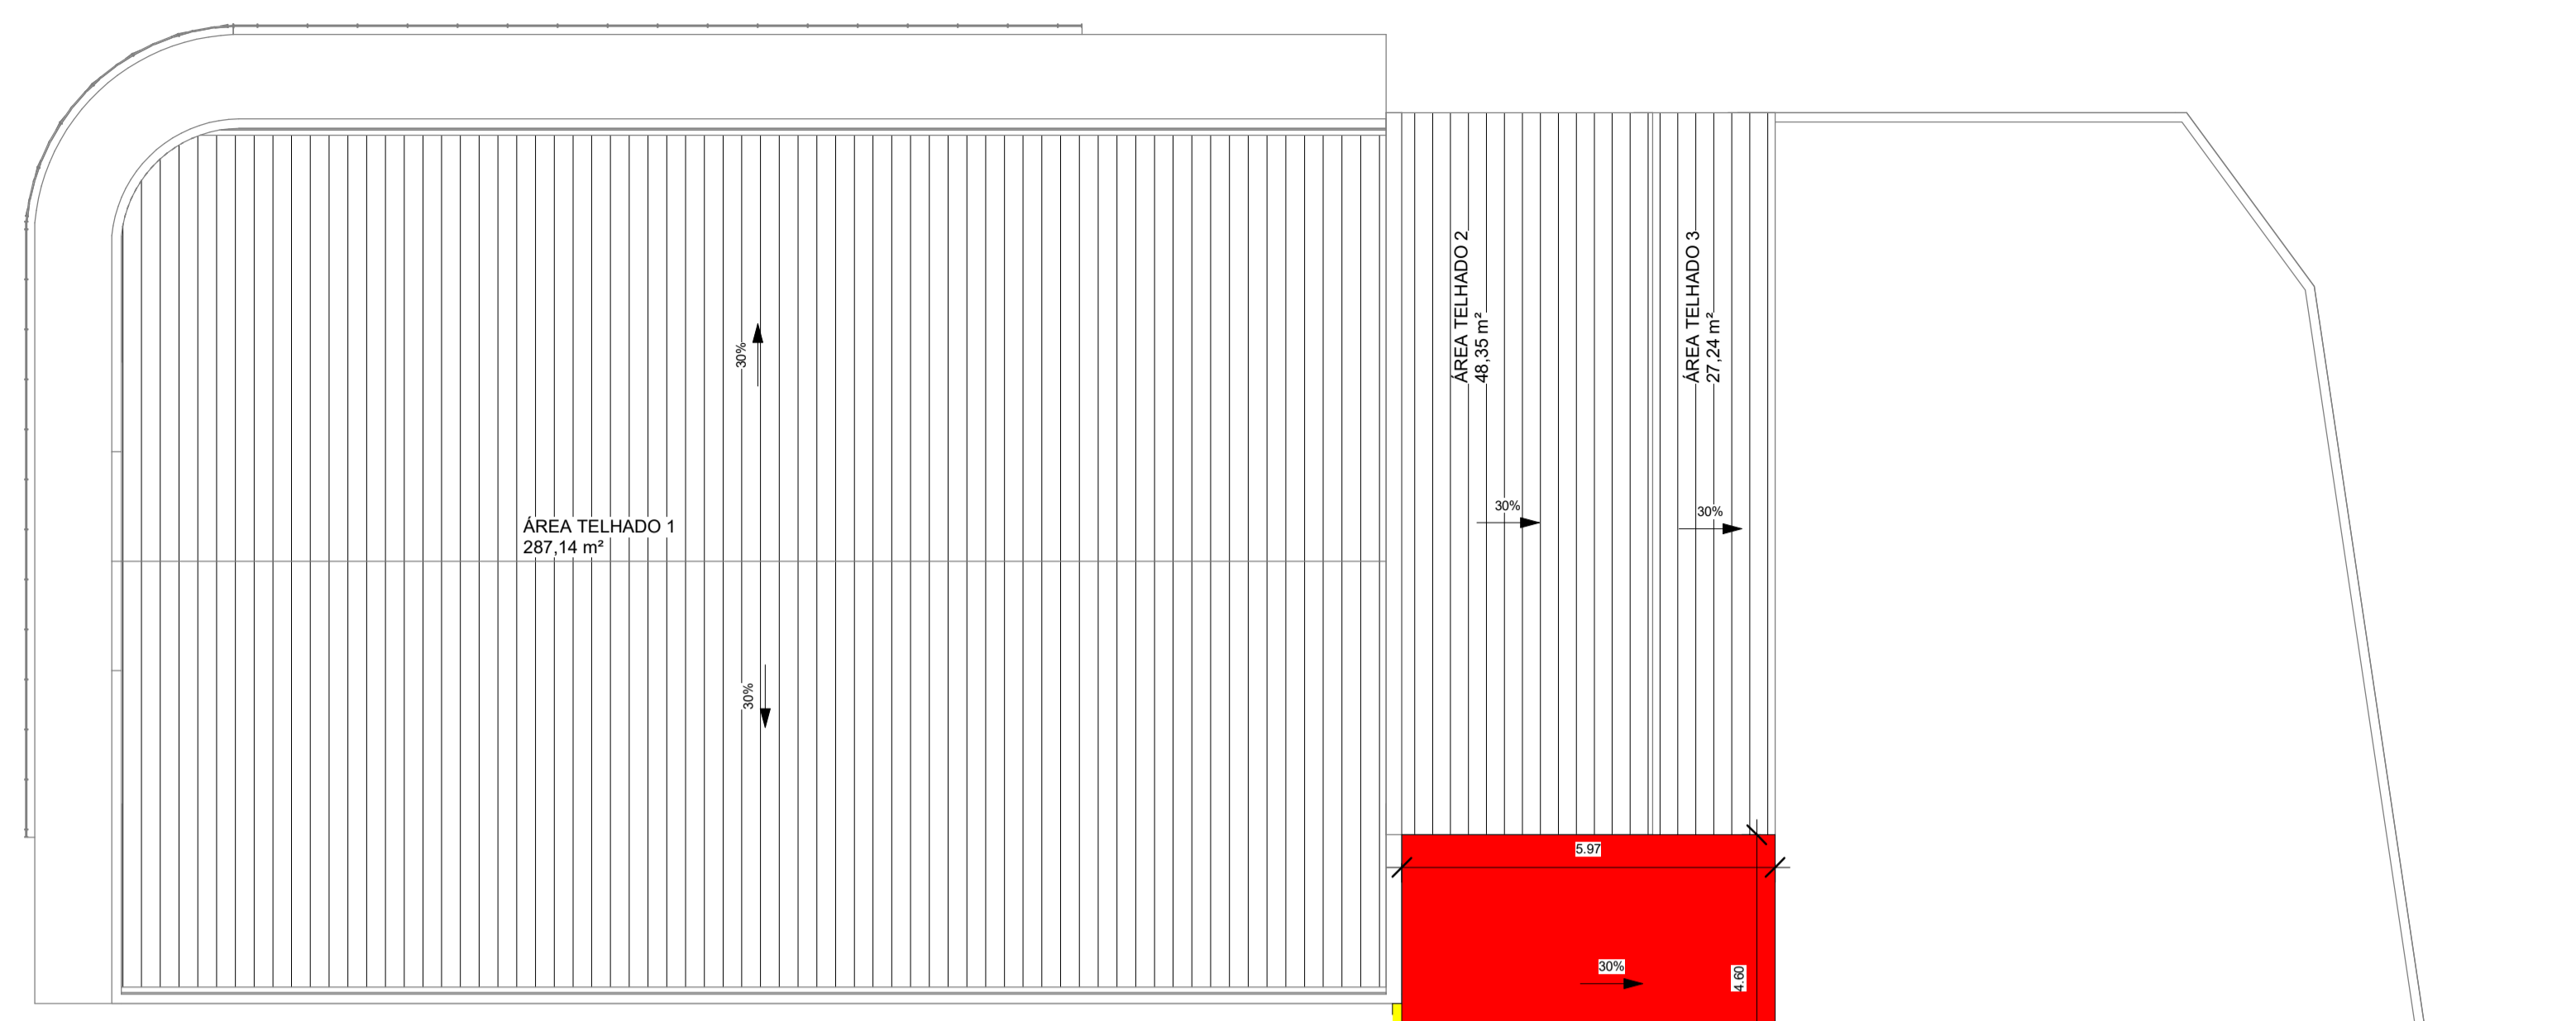 ÁREA TELHADO 1
287,14 m²
30%
30%
ÁREA TELHADO 2
48,35 m²
30%
ÁREA TELHADO 3
27,24 m²
30%
5.97
30%
4.60